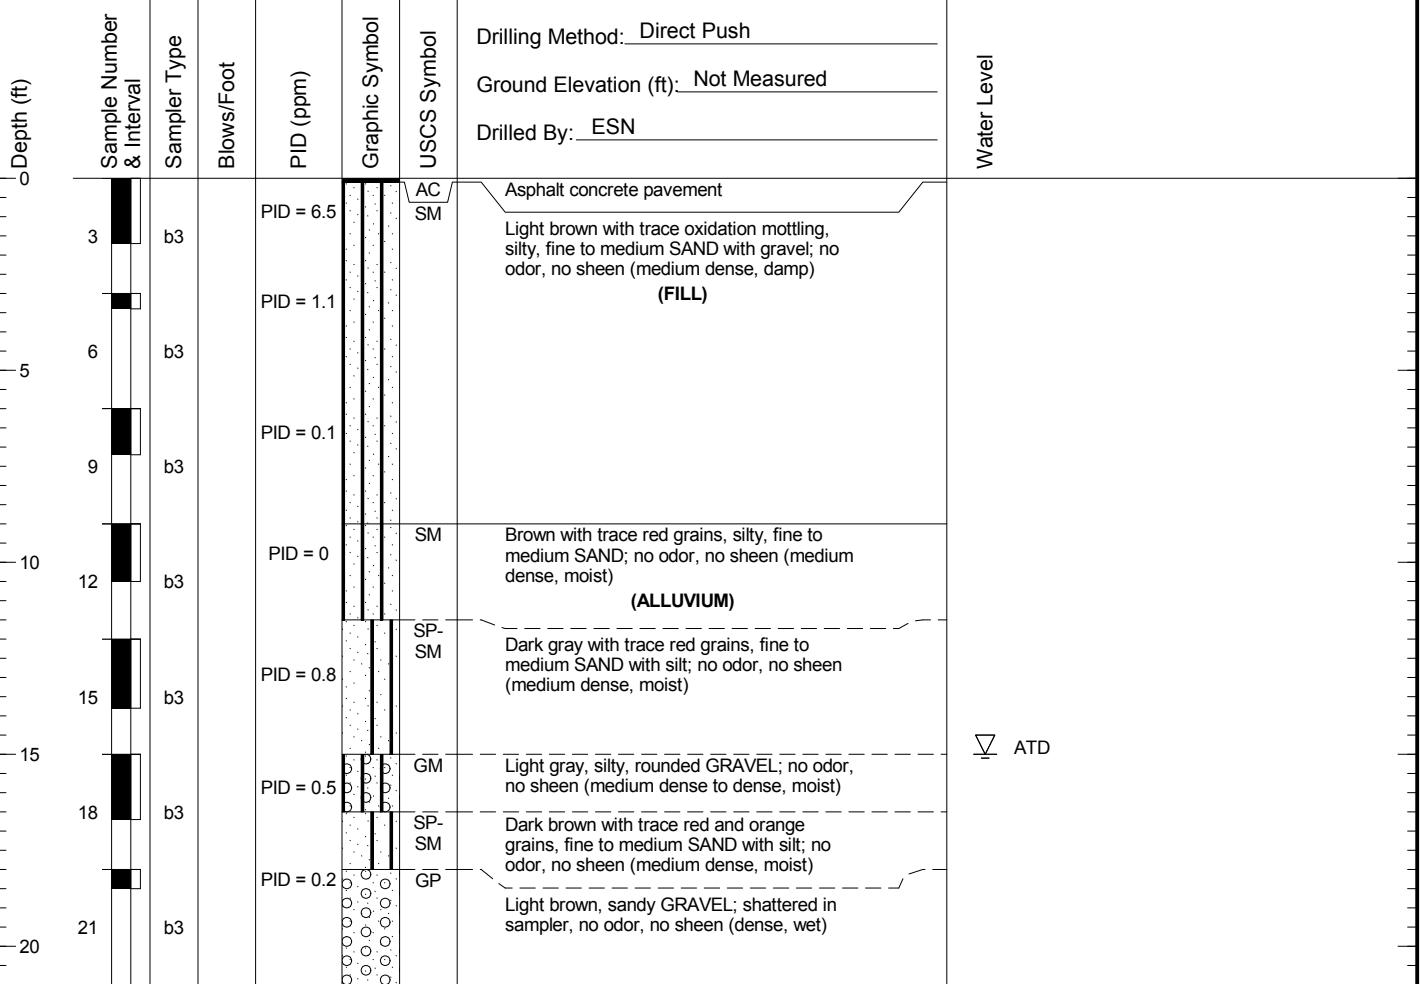 Depth (ft)
Sample Number
& Interval
Sampler Type
Blows/Foot
PID (ppm)
Graphic Symbol
USCS Symbol
Drilling Method: Direct Push
Ground Elevation (ft): Not Measured
Drilled By: ESN
Water Level
0
AC
Asphalt concrete pavement
PID = 6.5
SM
Light brown with trace oxidation mottling,
silty, fine to medium SAND with gravel; no
odor, no sheen (medium dense, damp)
3
b3
(FILL)
PID = 1.1
6
b3
5
PID = 0.1
9
b3
SM
Brown with trace red grains, silty, fine to
medium SAND; no odor, no sheen (medium
dense, moist)
PID = 0
10
12
b3
(ALLUVIUM)
SP-
SM
Dark gray with trace red grains, fine to
medium SAND with silt; no odor, no sheen
(medium dense, moist)
PID = 0.8
15
b3
ATD
15
GM
Light gray, silty, rounded GRAVEL; no odor,
no sheen (medium dense to dense, moist)
PID = 0.5
18
b3
SP-
SM
Dark brown with trace red and orange
grains, fine to medium SAND with silt; no
odor, no sheen (medium dense, moist)
PID = 0.2
GP
Light brown, sandy GRAVEL; shattered in
sampler, no odor, no sheen (dense, wet)
21
b3
20